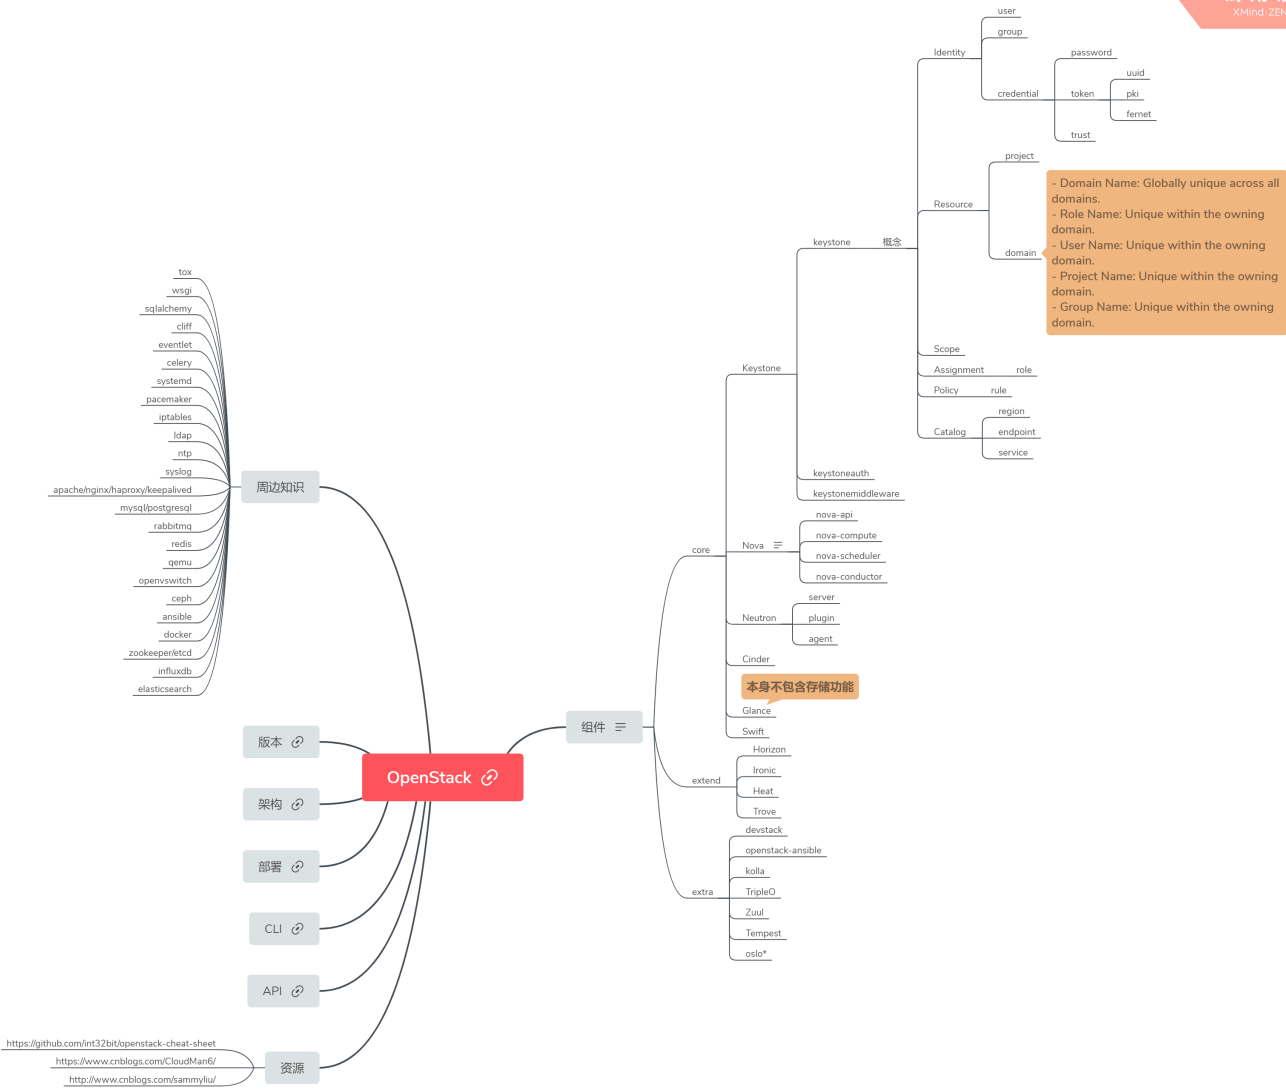 XMind-ZEN
user
group
Identity
password
uuid
credential
token
pki
fernet
trust
project
- Domain Name: Globally unique across all
domains.
- Role Name: Unique within the owning
domain.
Resource
- User Name: Unique within the owning
domain.
keystone
概念
domain
- Project Name: Unique within the owning
domain.
- Group Name: Unique within the owning
domain.
Scope
Keystone
Assignment
role
Policy
rule
region
Catalog
endpoint
service
keystoneauth
keystonemiddleware
core
Nova
nova-api
nova-compute
nova-scheduler
nova-conductor
Neutron
server
plugin
agent
Cinder
本身不包含存储功能
Glance
Swift
组件
extend
Horizon
Ironic
Heat
Trove
extra
devstack
openstack-ansible
kolla
TripleO
Zuul
Tempest
oslo*
OpenStack
周边知识
tox
wsgi
sqlalchemy
cliff
eventlet
celery
systemd
pacemaker
iptables
ldap
ntp
syslog
apache/nginx/haproxy/keepalived
mysql/postgresql
rabbitmq
redis
qemu
openvswitch
ceph
ansible
docker
zookeeper/etcd
influxdb
elasticsearch
版本
架构
部署
CLI
API
资源
https://github.com/int32bit/openstack-cheat-sheet
https://www.cnblogs.com/CloudMan6/
http://www.cnblogs.com/sammyliu/